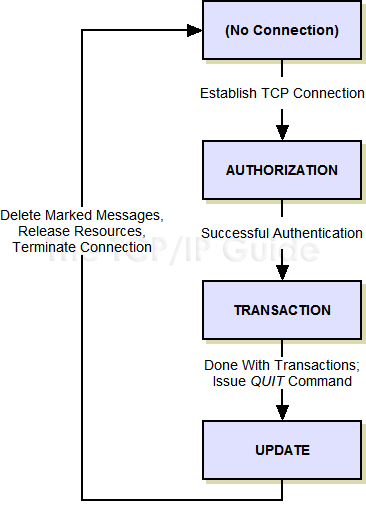 (No Connection)
Establish TCP Connection
AUTHORIZATION
Delete Marked Messages,
Release Resources,
Terminate Connection
Successful Authentication
The TCP/IP Guide
TRANSACTION
Done With Transactions;
Issue QUIT Command
UPDATE